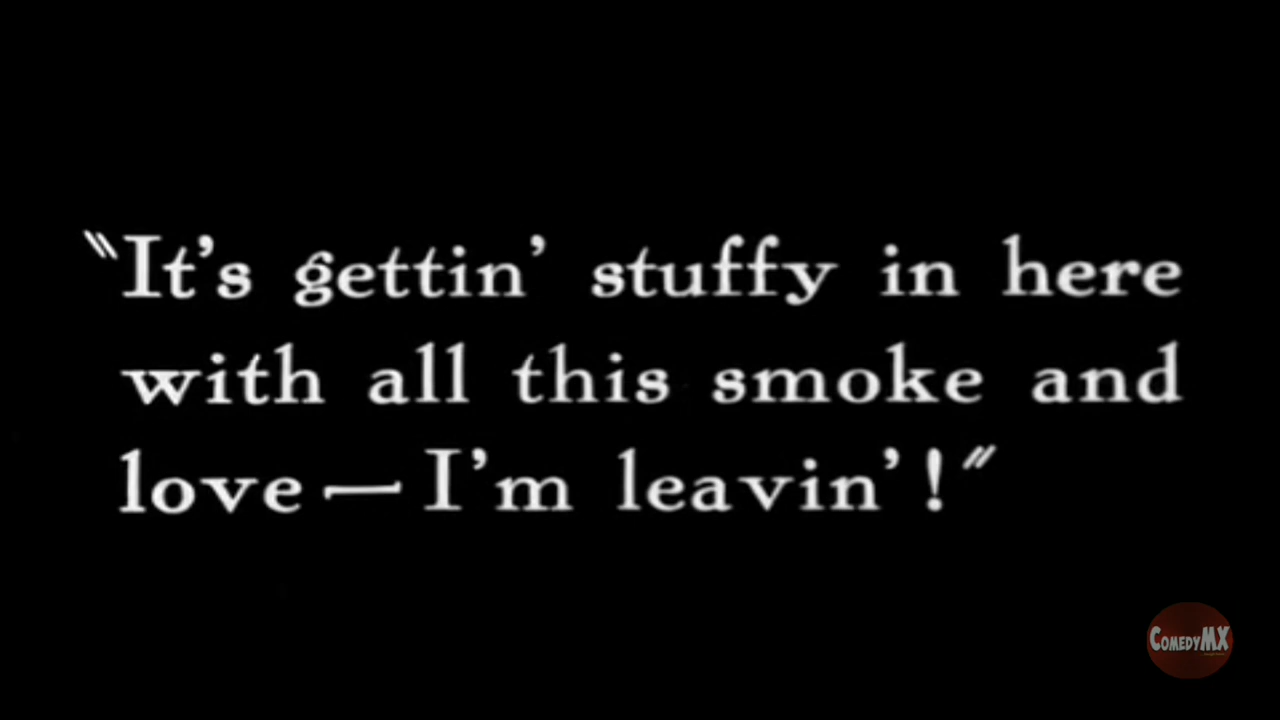 "It's gettin' stuffy in here
with all this smoke and
love—I'm leavin'!"
COMEDYMX